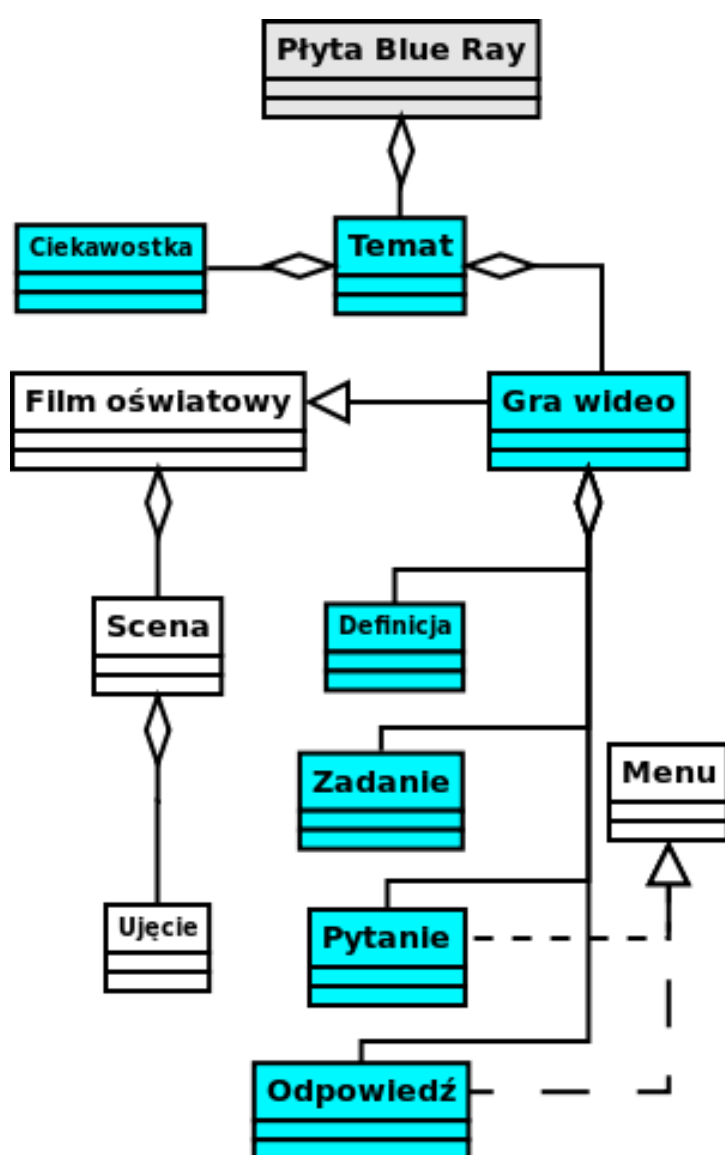 Płyta Blue Ray
Ciekawostka
Temat
Film oświatowy
Gra wideo
Scena
Definicja
Zadanie
Menu
Ujęcie
Pytanie
Odpowiedź